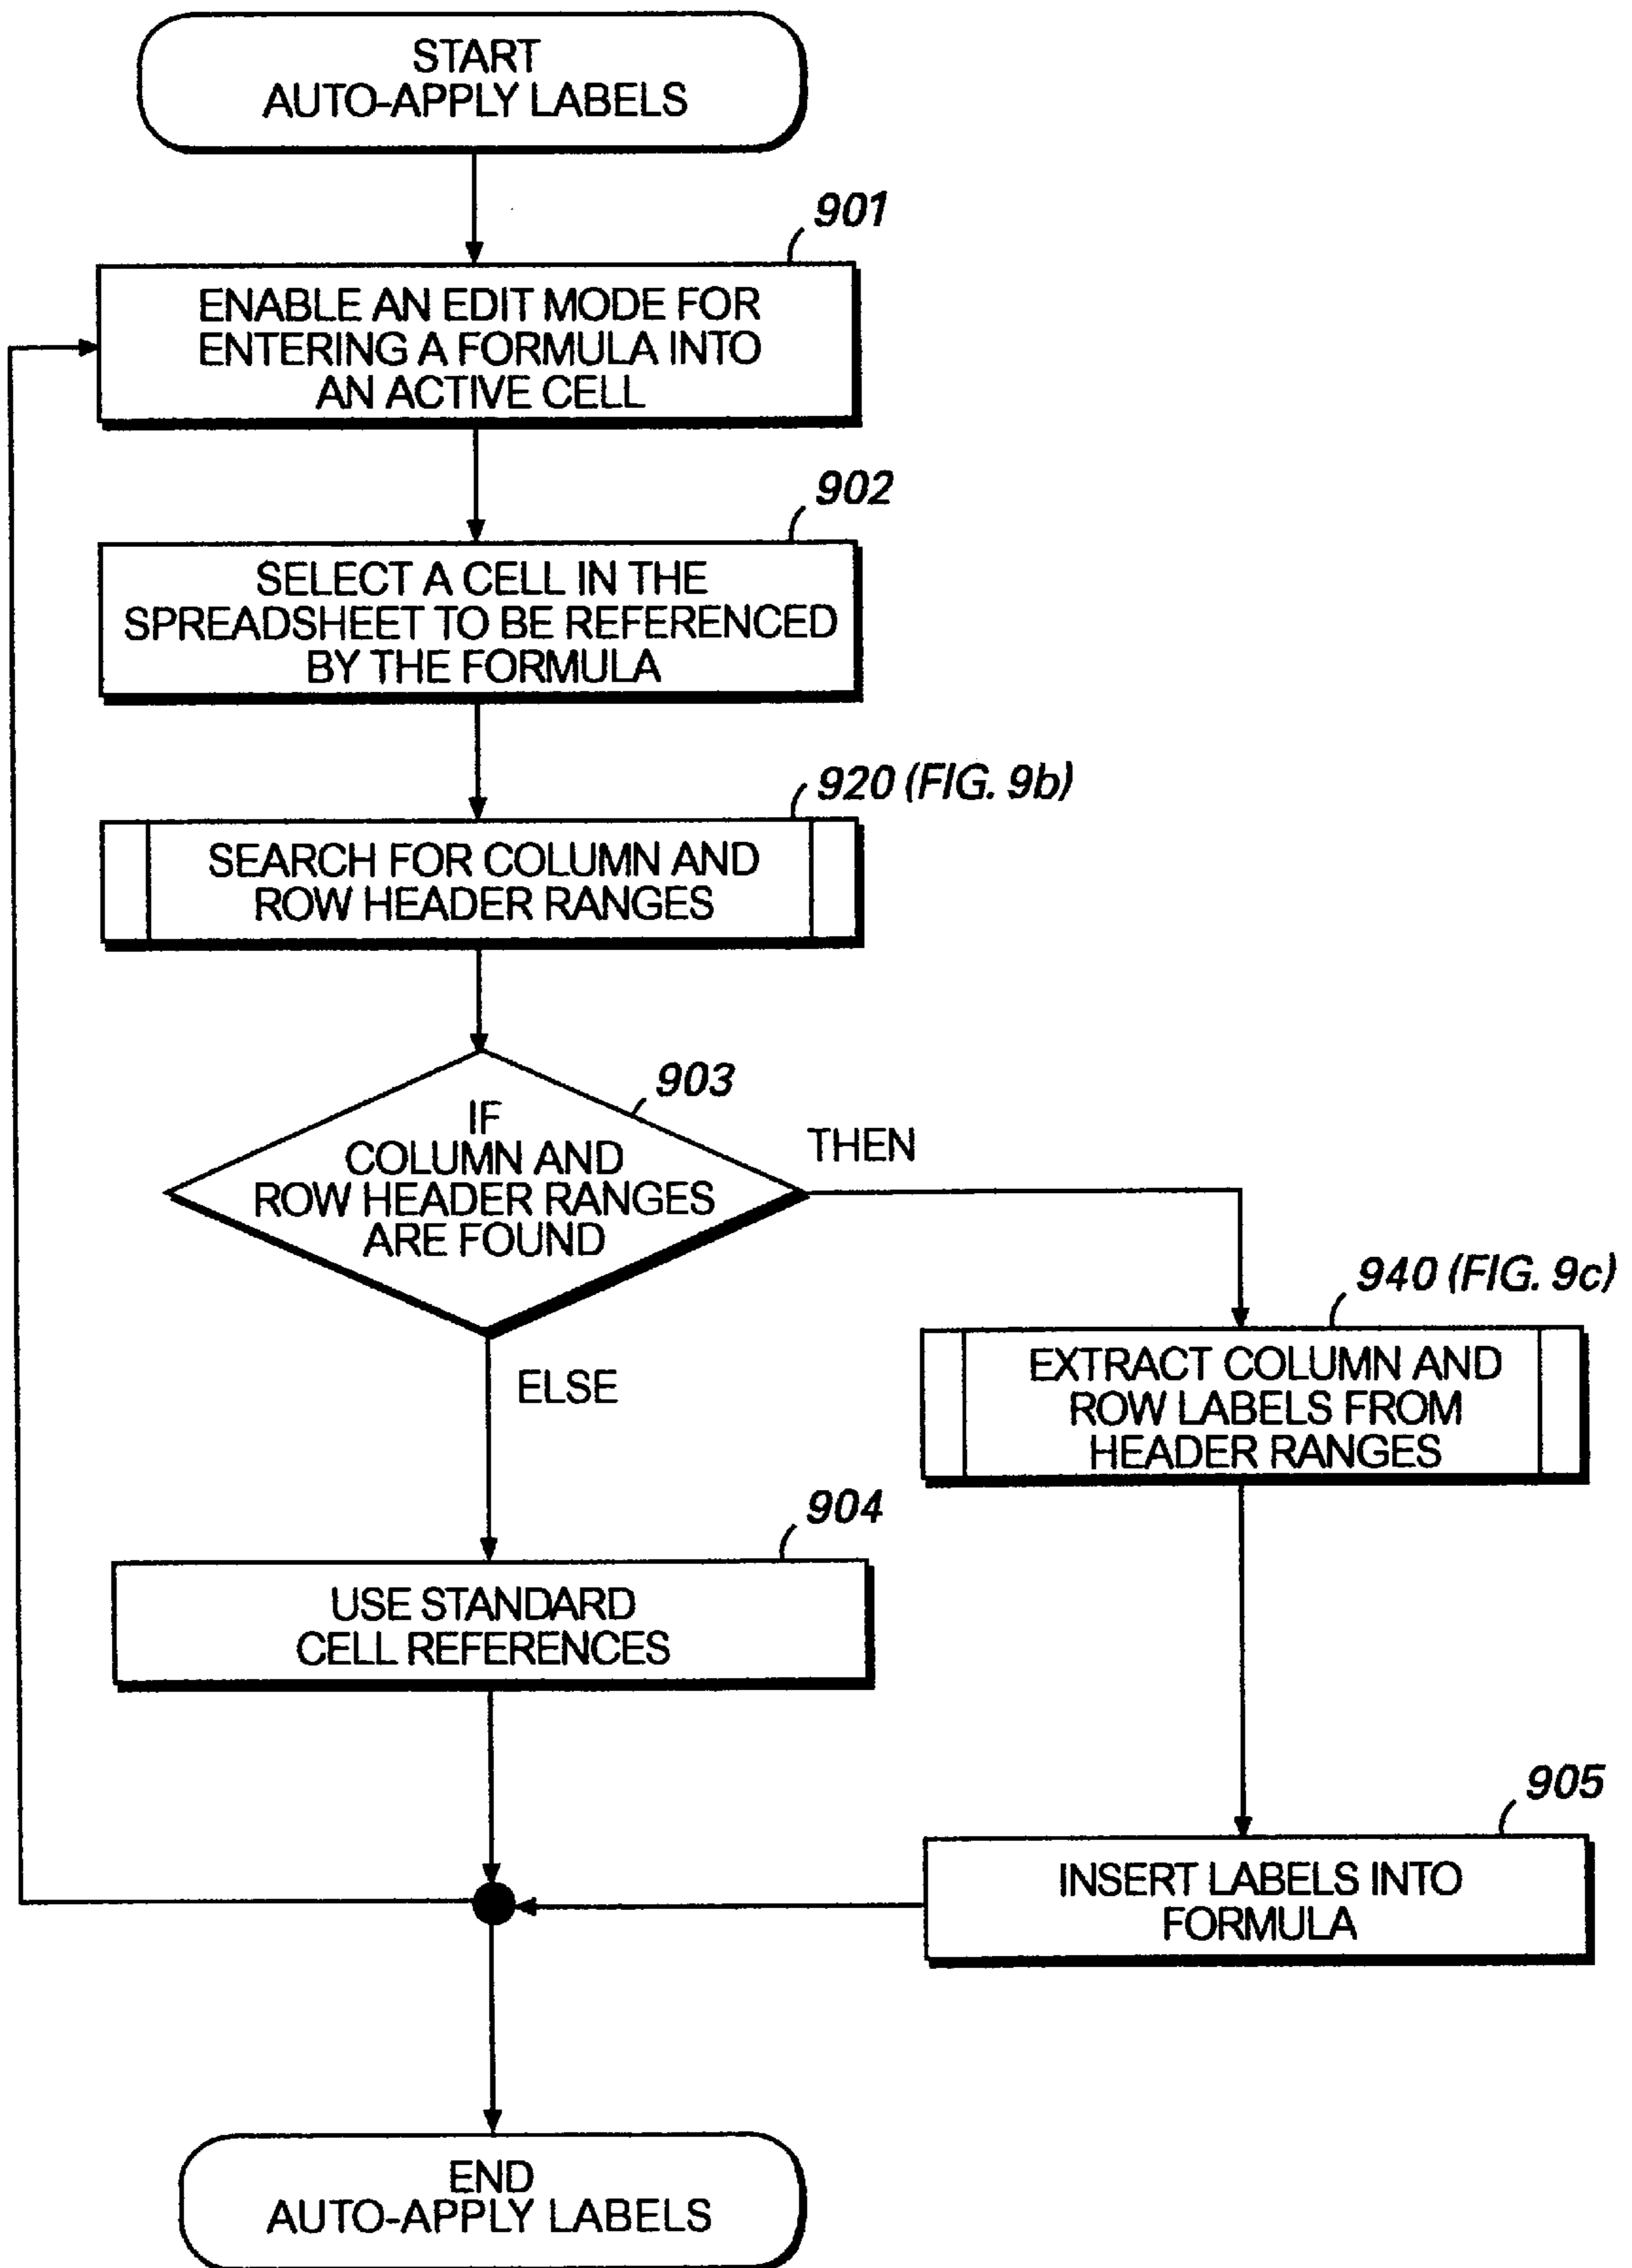 START
AUTO-APPLY LABELS
901
ENABLE AN EDIT MODE FOR
ENTERING A FORMULA INTO
AN ACTIVE CELL
902
SELECT A CELL IN THE
SPREADSHEET TO BE REFERENCED
BY THE FORMULA
920 (FIG. 9b)
SEARCH FOR COLUMN AND
ROW HEADER RANGES
903
IF
COLUMN AND
ROW HEADER RANGES
ARE FOUND
THEN
ELSE
940 (FIG. 9c)
EXTRACT COLUMN AND
ROW LABELS FROM
HEADER RANGES
904
USE STANDARD
CELL REFERENCES
905
INSERT LABELS INTO
FORMULA
END
AUTO-APPLY LABELS